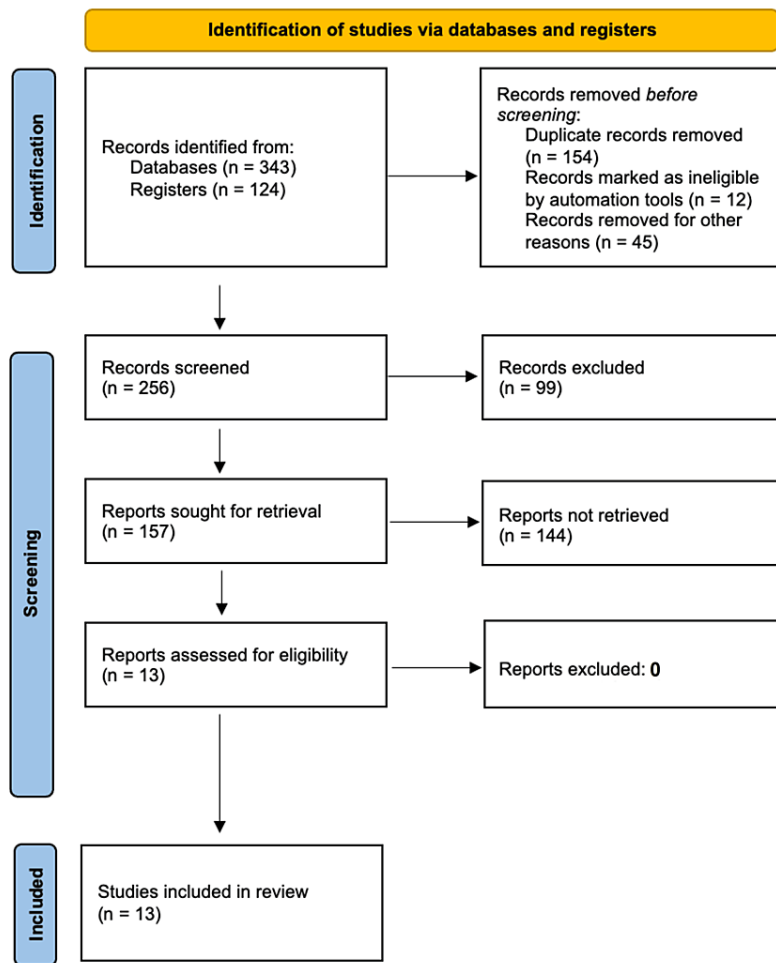 Identification of studies via databases and registers
Identification
Records identified from:
Databases (n = 343)
Registers (n = 124)
Records removed before
screening:
Duplicate records removed
(n = 154)
Records marked as ineligible
by automation tools (n = 12)
Records removed for other
reasons (n = 45)
Screening
Records screened
(n = 256)
Records excluded
(n = 99)
Reports sought for retrieval
(n = 157)
Reports not retrieved
(n = 144)
Reports assessed for eligibility
(n = 13)
Reports excluded: 0
Included
Studies included in review
(n = 13)